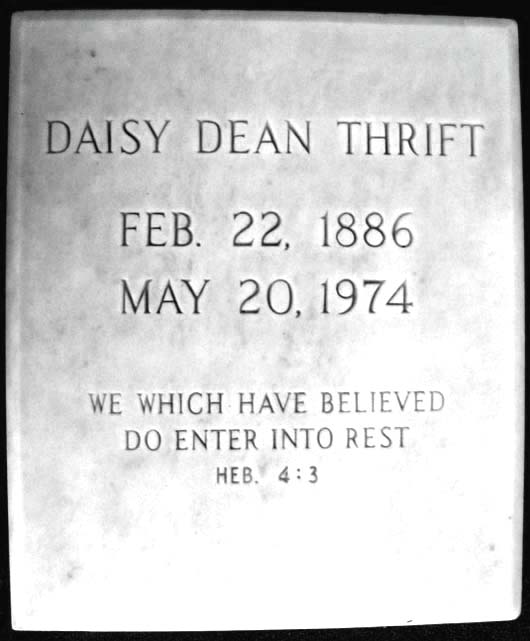 DAISY DEAN THRIFT
FEB. 22, 1886
MAY 20, 1974
WE WHICH HAVE BELIEVED
DO ENTER INTO REST
HEB. 4:3